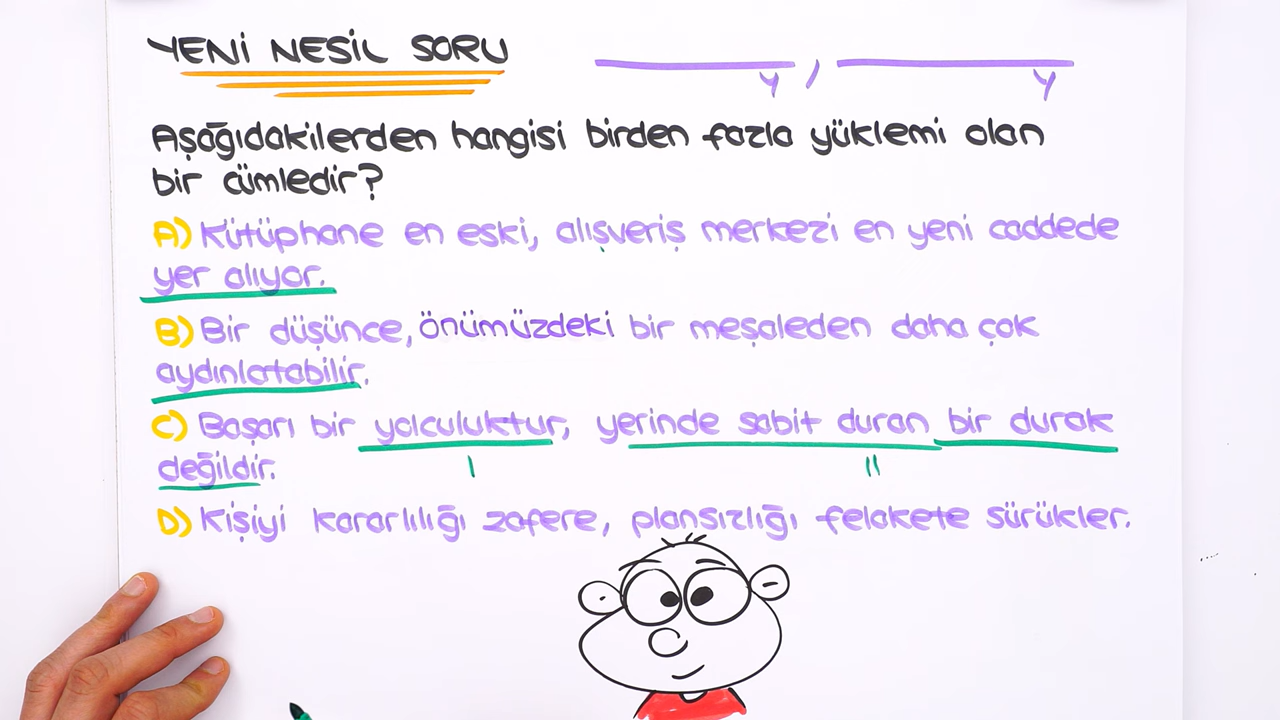 YENİ NESİL SORU
Y , Y
Aşağıdakilerden hangisi birden fazla yüklemi olan
bir cümledir?
A) Kütüphane en eski, alışveriş merkezi en yeni caddede
yer alıyor.
B) Bir düşünce, önümüzdeki bir meşaleden daha çok
aydınlatabilir.
C) Başarı bir yolculuktur, yerinde sabit duran bir durak
değildir.
I II
D) Kişiyi kararlılığı zafere, plansızlığı felakete sürükler.